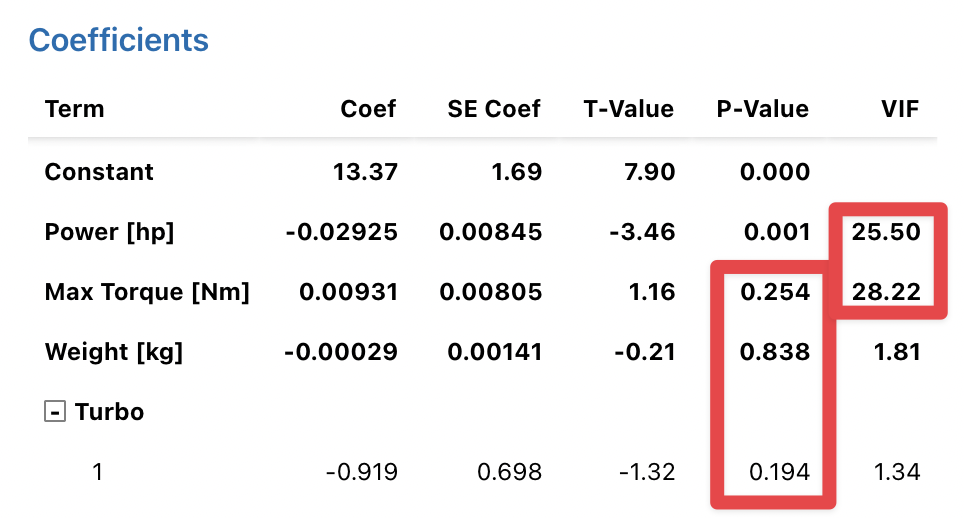 Coefficients
Term Coef SE Coef T-Value P-Value VIF
Constant 13.37 1.69 7.90 0.000
Power [hp] -0.02925 0.00845 -3.46 0.001 25.50
Max Torque [Nm] 0.00931 0.00805 1.16 0.254 28.22
Weight [kg] -0.00029 0.00141 -0.21 0.838 1.81
- Turbo
1 -0.919 0.698 -1.32 0.194 1.34